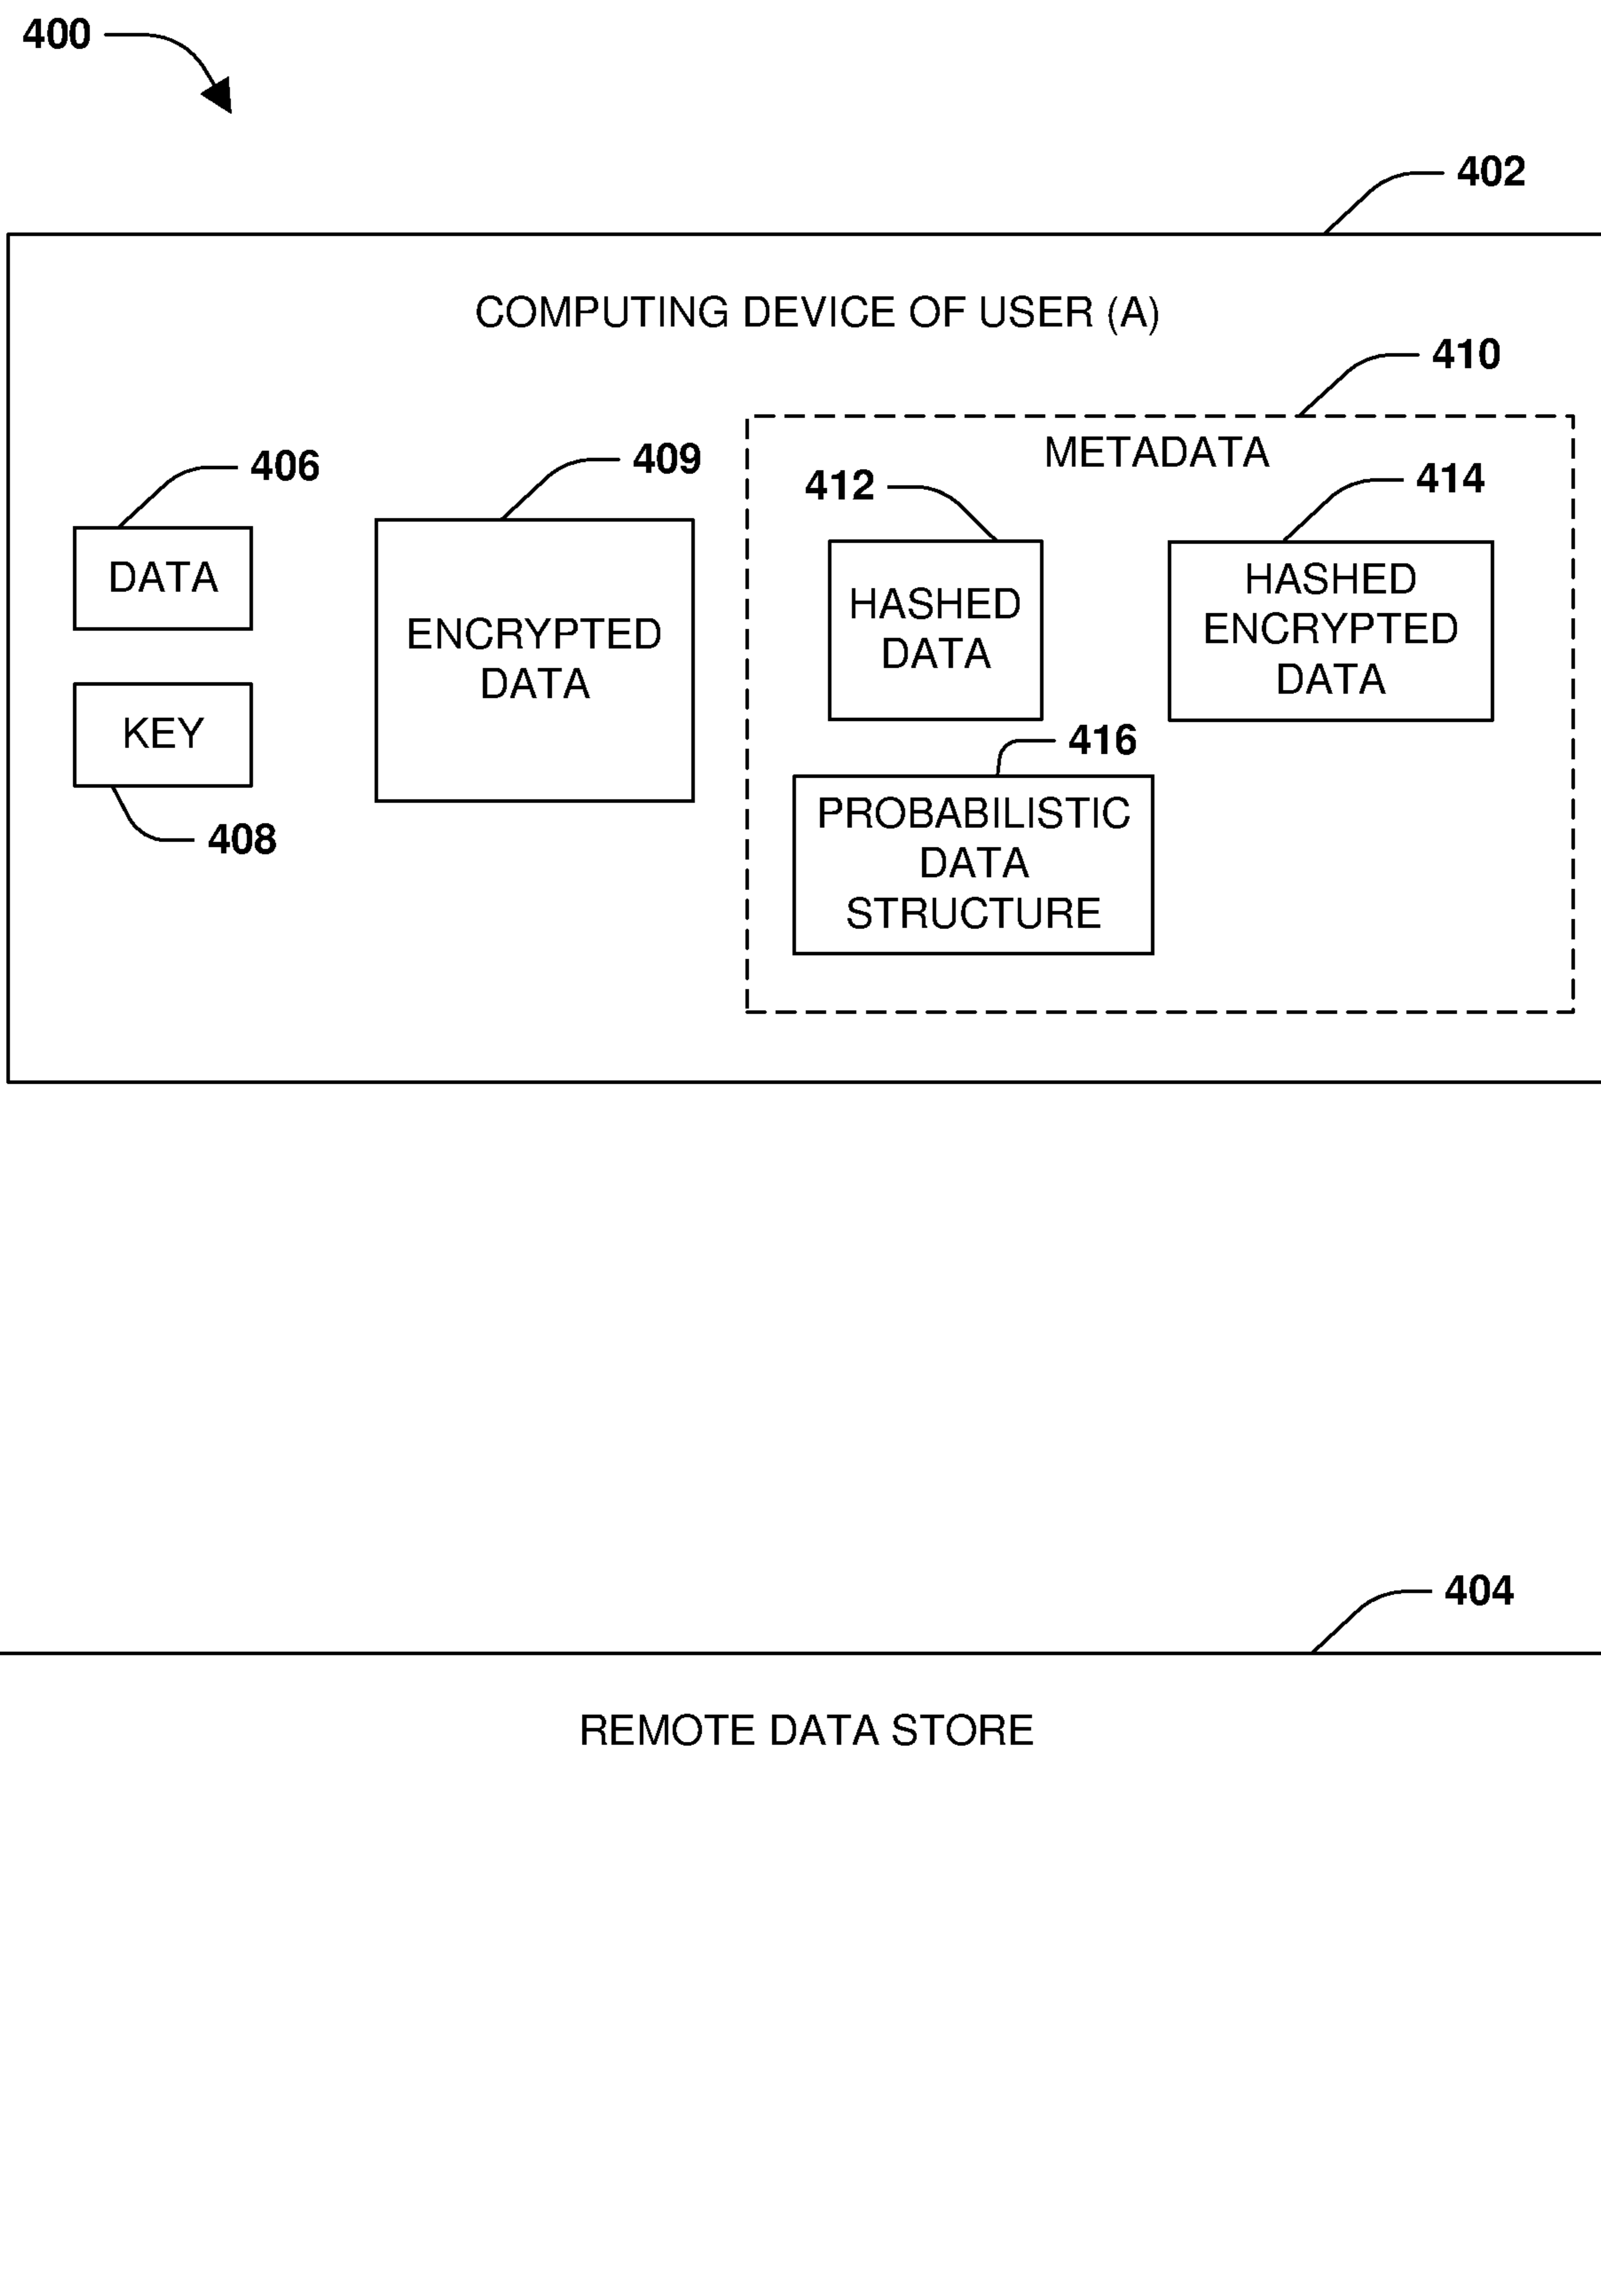 400
402
COMPUTING DEVICE OF USER (A)
410
METADATA
406
409
412
414
DATA
ENCRYPTED
DATA
HASHED
DATA
HASHED
ENCRYPTED
DATA
KEY
408
416
PROBABILISTIC
DATA
STRUCTURE
404
REMOTE DATA STORE